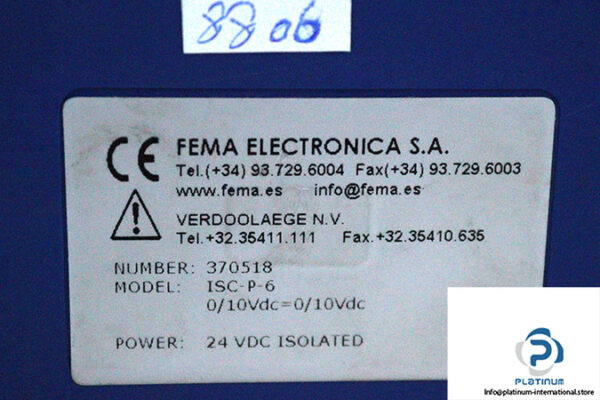 8806
CE FEMA ELECTRONICA S.A.
Tel.(+34) 93.729.6004 Fax(+34) 93.729.6003
www.fema.es info@fema.es
VERDOOLAEGE N.V.
Tel.+32.35411.111 Fax.+32.35410.635
NUMBER: 370518
MODEL: ISC-P-6
0/10Vdc=0/10Vdc
POWER: 24 VDC ISOLATED
PLATINUM
Info@platinum-international.store